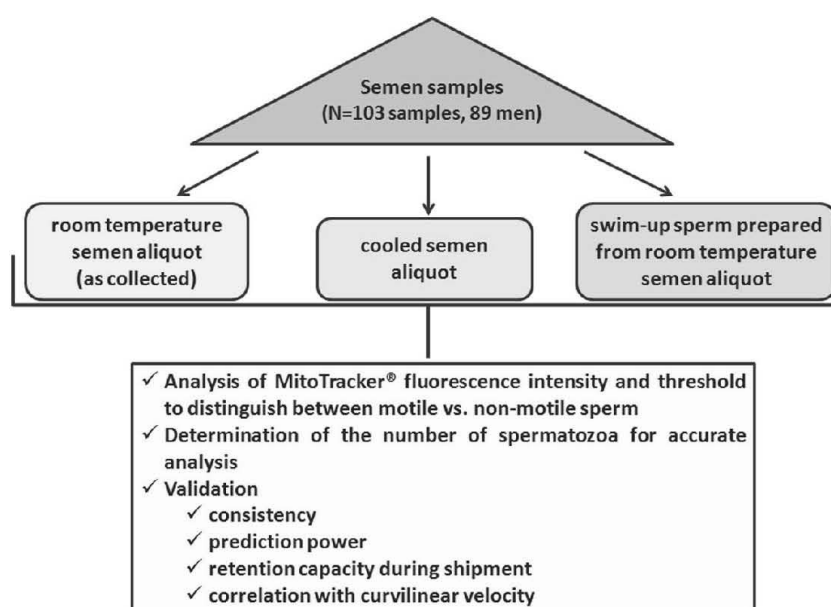 Semen samples
(N=103 samples, 89 men)
room temperature
semen aliquot
(as collected)
cooled semen
aliquot
swim-up sperm prepared
from room temperature
semen aliquot
✓ Analysis of MitoTracker® fluorescence intensity and threshold
to distinguish between motile vs. non-motile sperm
✓ Determination of the number of spermatozoa for accurate
analysis
✓ Validation
✓ consistency
✓ prediction power
✓ retention capacity during shipment
✓ correlation with curvilinear velocity